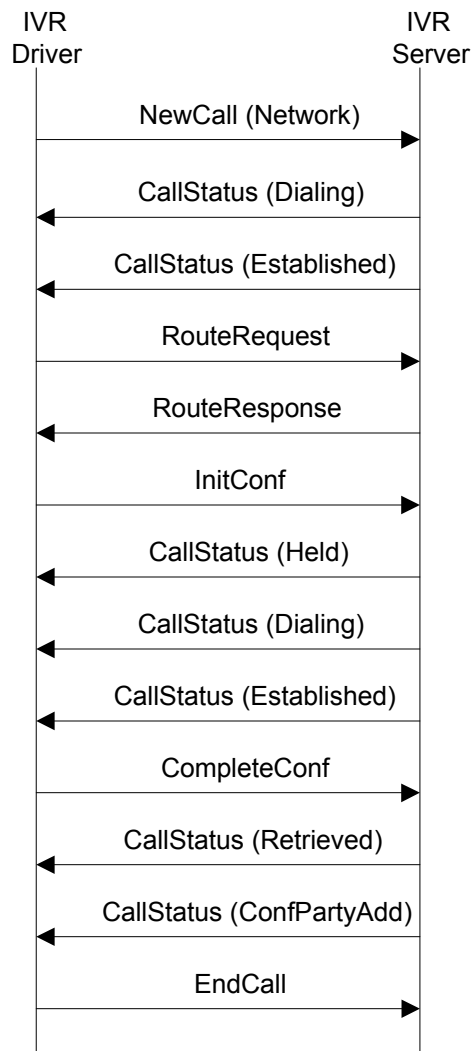 IVR
Driver
IVR
Server
NewCall (Network)
CallStatus (Dialing)
CallStatus (Established)
RouteRequest
RouteResponse
InitConf
CallStatus (Held)
CallStatus (Dialing)
CallStatus (Established)
CompleteConf
CallStatus (Retrieved)
CallStatus (ConfPartyAdd)
EndCall